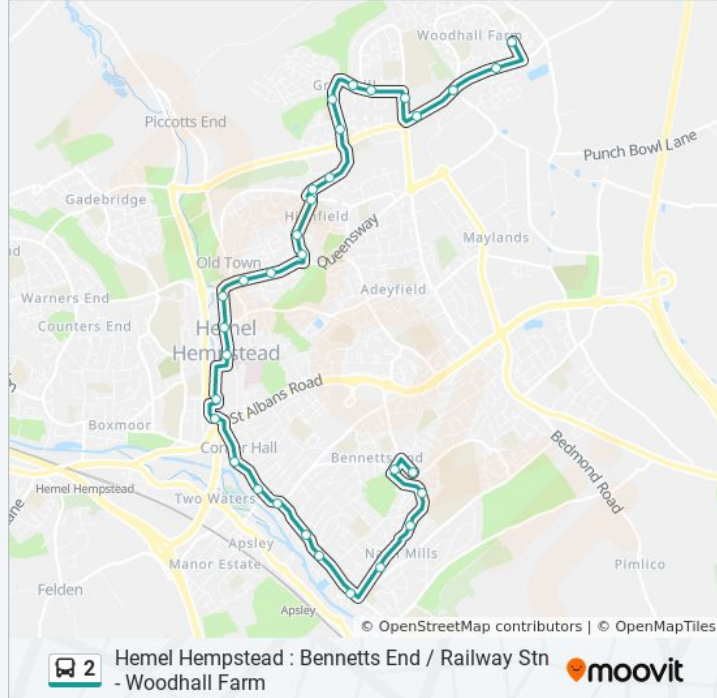 Woodhall Farm
Piccotts End
Punch Bowl Lane
Gadebridge
Highfield
Queensway
Maylands
Old Town
Adeyfield
Warners End
Counters End
Hemel
Hempstead
St Albans Road
Boxmoor
Corner Hall
Bennetts End
Bedmond Road
Hemel Hempstead
Two Waters
Apsley
Nash Mills
Manor Estate
Pimlico
Felden
Apsley
© OpenStreetMap contributors | © OpenMapTiles
2
Hemel Hempstead : Bennetts End / Railway Stn
- Woodhall Farm
moovit